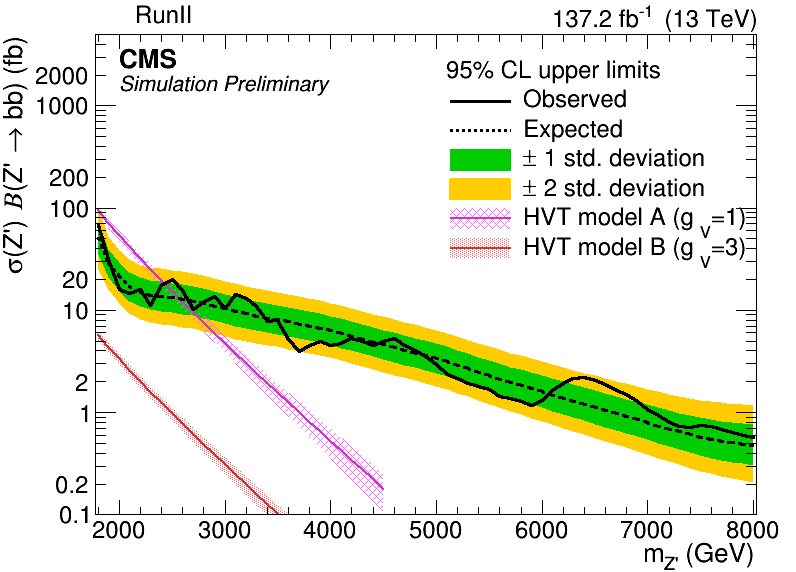 RunII 137.2 fb⁻¹ (13 TeV)
CMS
Simulation Preliminary
95% CL upper limits
Observed
Expected
± 1 std. deviation
± 2 std. deviation
HVT model A (g_v=1)
HVT model B (g_v=3)
σ(Z') B(Z' → bb) (fb)
2000
1000
200
100
20
10
2
1
0.2
0.1
2000 3000 4000 5000 6000 7000 8000
m_Z' (GeV)